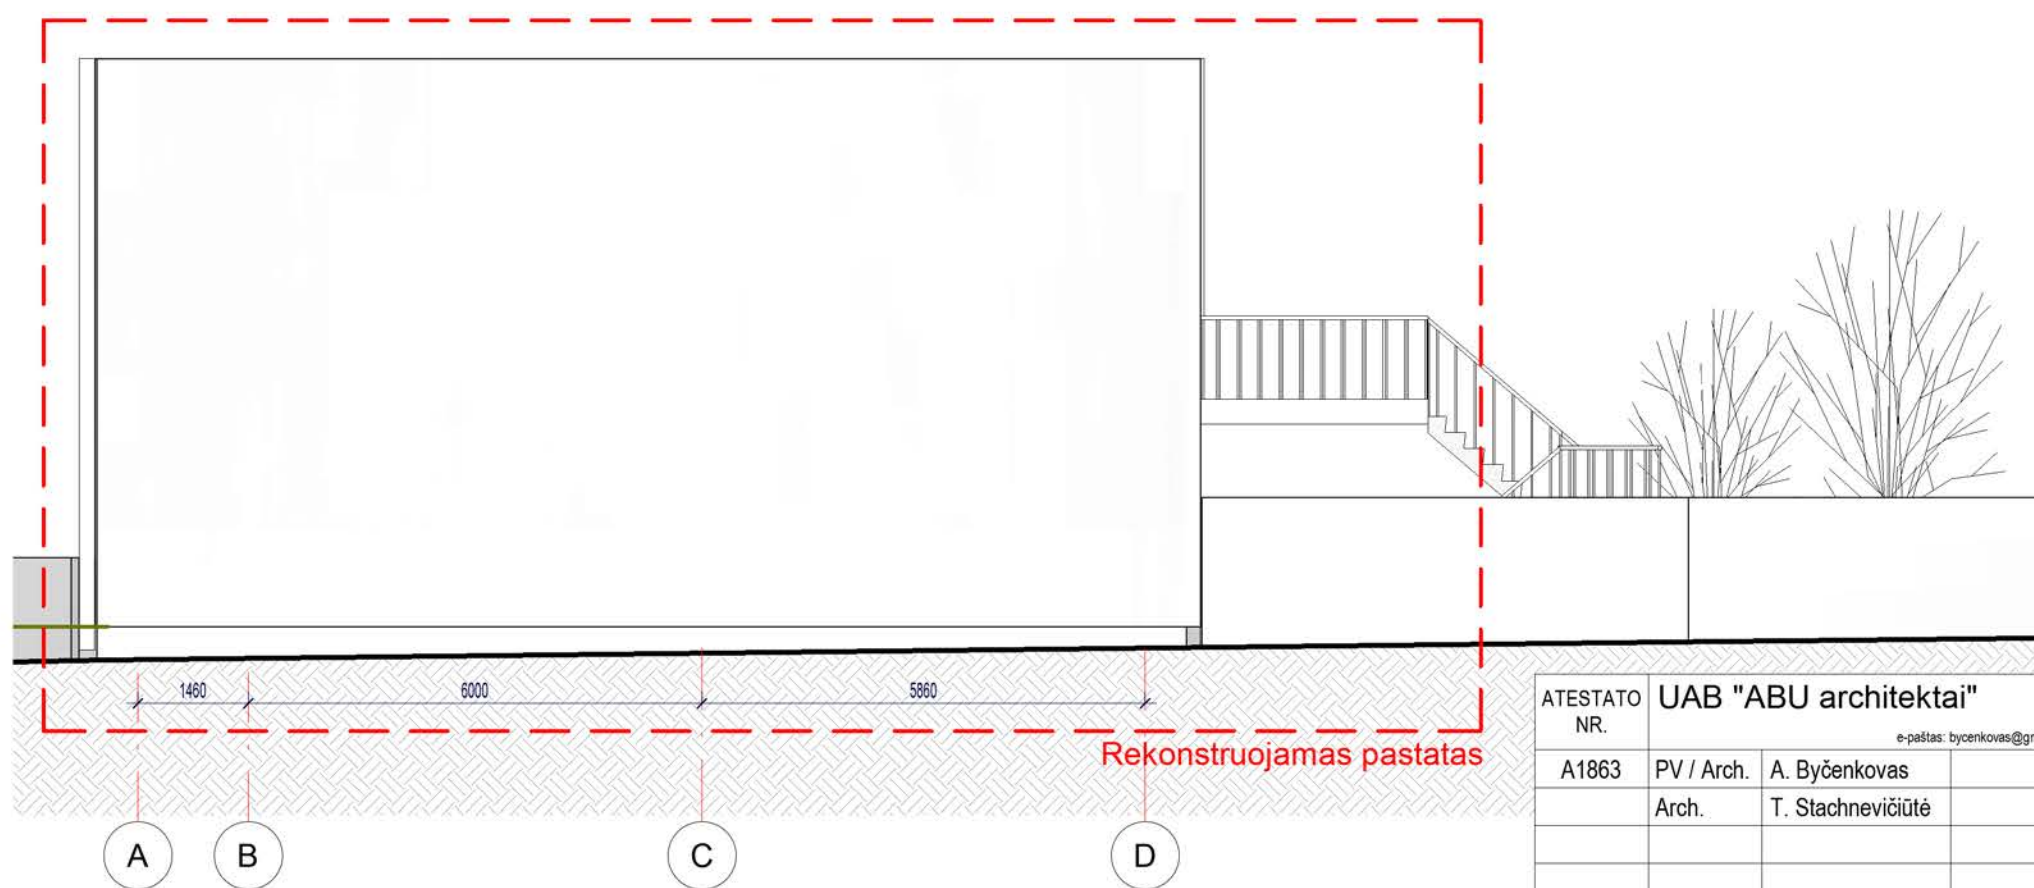 1460
6000
5860
Rekonstruojamas pastatas
A
B
C
D
ATESTATO
NR.
UAB "ABU architektai"
e-paštas: bycenkovas@gr
A1863
PV / Arch.
A. Byčenkovas
Arch.
T. Stachnevičiūtė